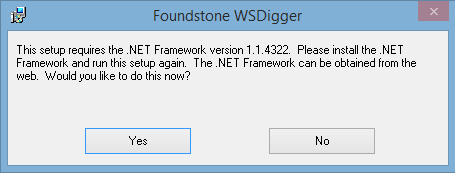 Foundstone WSDigger
This setup requires the .NET Framework version 1.1.4322.  Please install the .NET
Framework and run this setup again.  The .NET Framework can be obtained from the
web.  Would you like to do this now?
Yes
No